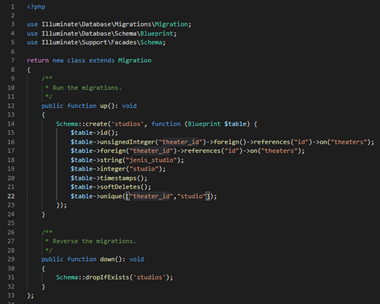 1 <?php
2
3 use Illuminate\Database\Migrations\Migration;
4 use Illuminate\Database\Schema\Blueprint;
5 use Illuminate\Support\Facades\Schema;
6
7 return new class extends Migration
8 {
9 /**
10 * Run the migrations.
11 */
12 public function up(): void
13 {
14 Schema::create('studios', function (Blueprint $table) {
15 $table->id();
16 $table->unsignedInteger("theater_id")->foreign()->references("id")->on("theaters");
17 $table->foreign("theater_id")->references("id")->on("theaters");
18 $table->string("jenis_studio");
19 $table->integer("studio");
20 $table->timestamps();
21 $table->softDeletes();
22 $table->unique(["theater_id","studio"]);
23 });
24 }
25
26 /**
29 * Reverse the migrations.
28 */
29 public function down(): void
30 {
31 Schema::dropIfExists('studios');
32 }
33 };